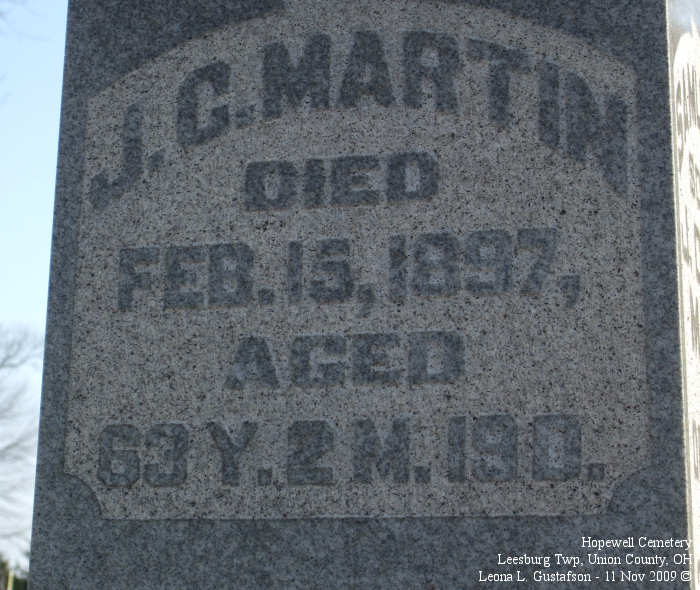 J. C. MARTIN
DIED
FEB. 15, 1897,
AGED
63 Y. 2 M. 19 D.
Hopewell Cemetery
Leesburg Twp, Union County, OH
Leona L. Gustafson - 11 Nov 2009 ©